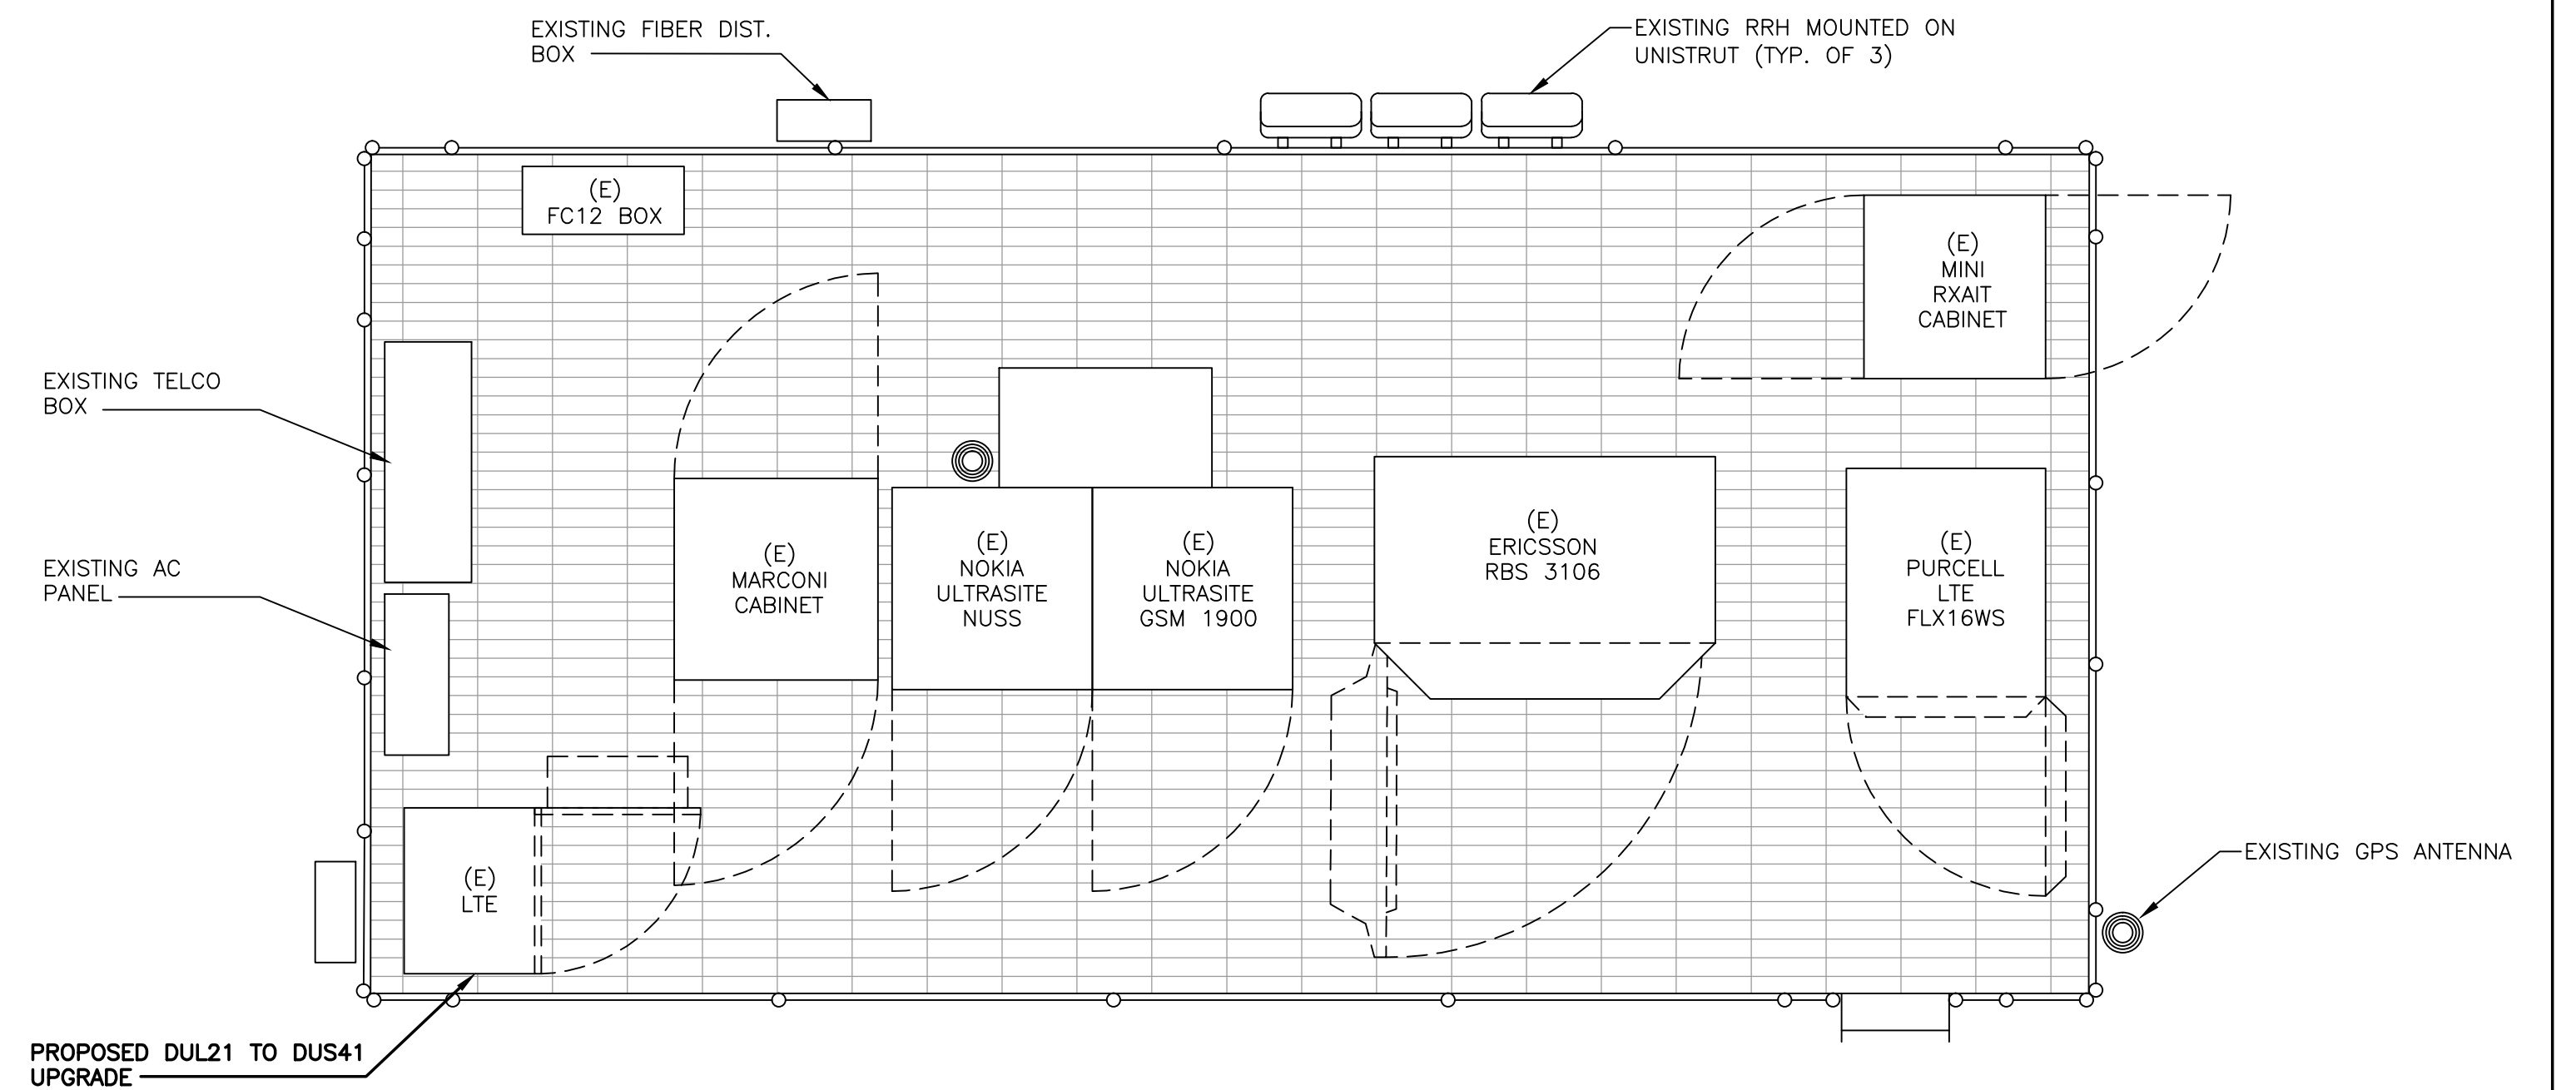 EXISTING FIBER DIST.
BOX
EXISTING RRH MOUNTED ON
UNISTRUT (TYP. OF 3)
(E)
FC12 BOX
(E)
MINI
RXAIT
CABINET
EXISTING TELCO
BOX
EXISTING AC
PANEL
(E)
MARCONI
CABINET
(E)
NOKIA
ULTRASITE
NUSS
(E)
NOKIA
ULTRASITE
GSM 1900
(E)
ERICSSON
RBS 3106
(E)
PURCELL
LTE
FLX16WS
(E)
LTE
EXISTING GPS ANTENNA
PROPOSED DUL21 TO DUS41
UPGRADE